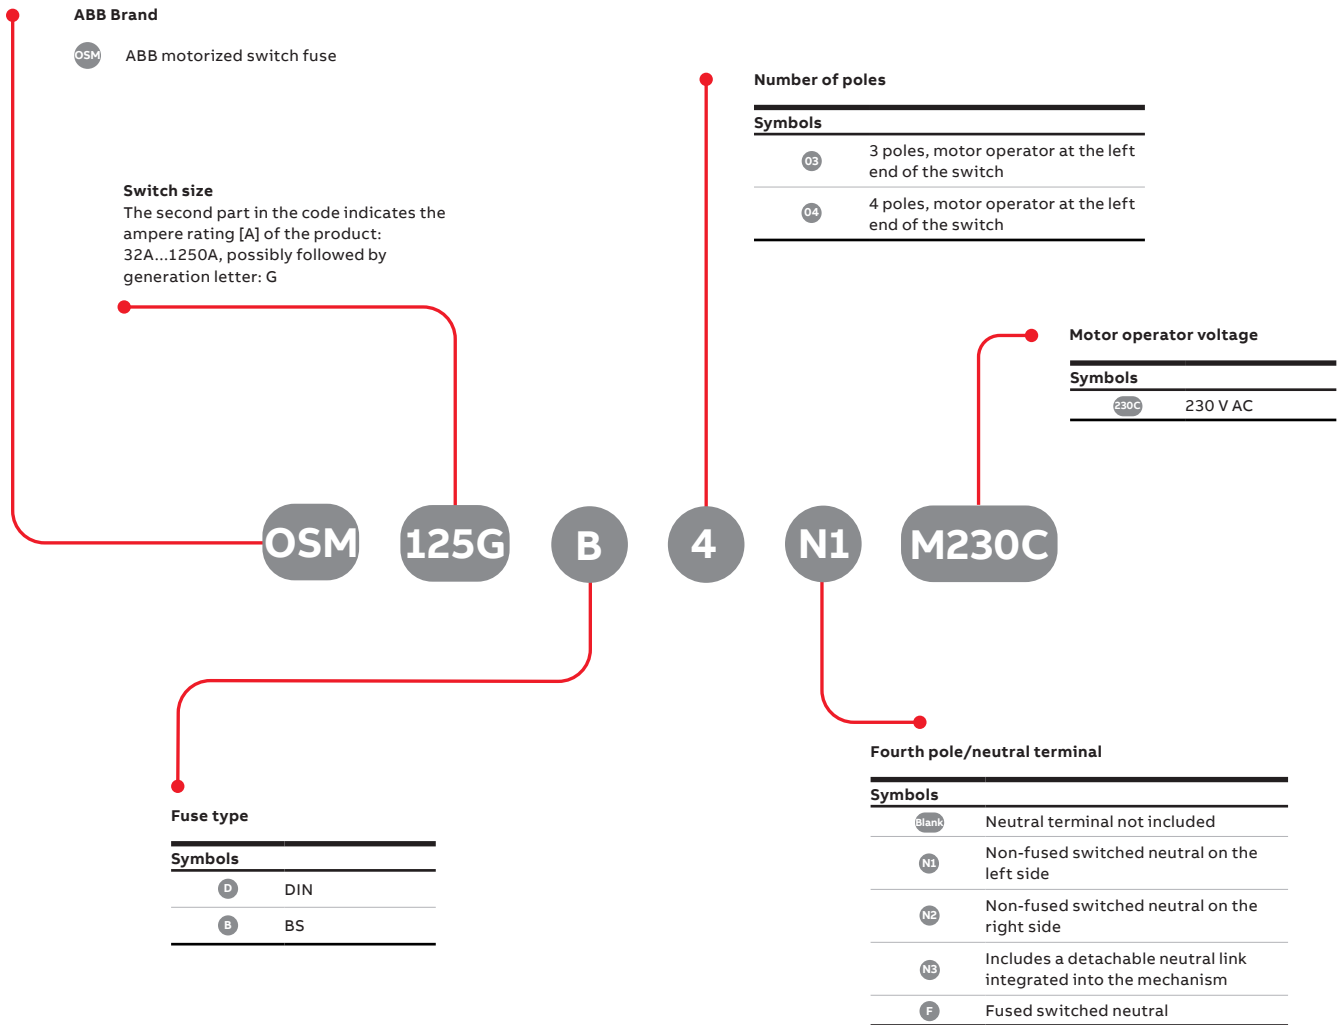 ABB Brand
OSM ABB motorized switch fuse
Number of poles
Symbols
03 3 poles, motor operator at the left
end of the switch
04 4 poles, motor operator at the left
end of the switch
Switch size
The second part in the code indicates the
ampere rating [A] of the product:
32A...1250A, possibly followed by
generation letter: G
Motor operator voltage
Symbols
230C 230 V AC
OSM 125G B 4 N1 M230C
Fuse type
Symbols
D DIN
B BS
Fourth pole/neutral terminal
Symbols
Blank Neutral terminal not included
N1 Non-fused switched neutral on the
left side
N2 Non-fused switched neutral on the
right side
N3 Includes a detachable neutral link
integrated into the mechanism
F Fused switched neutral